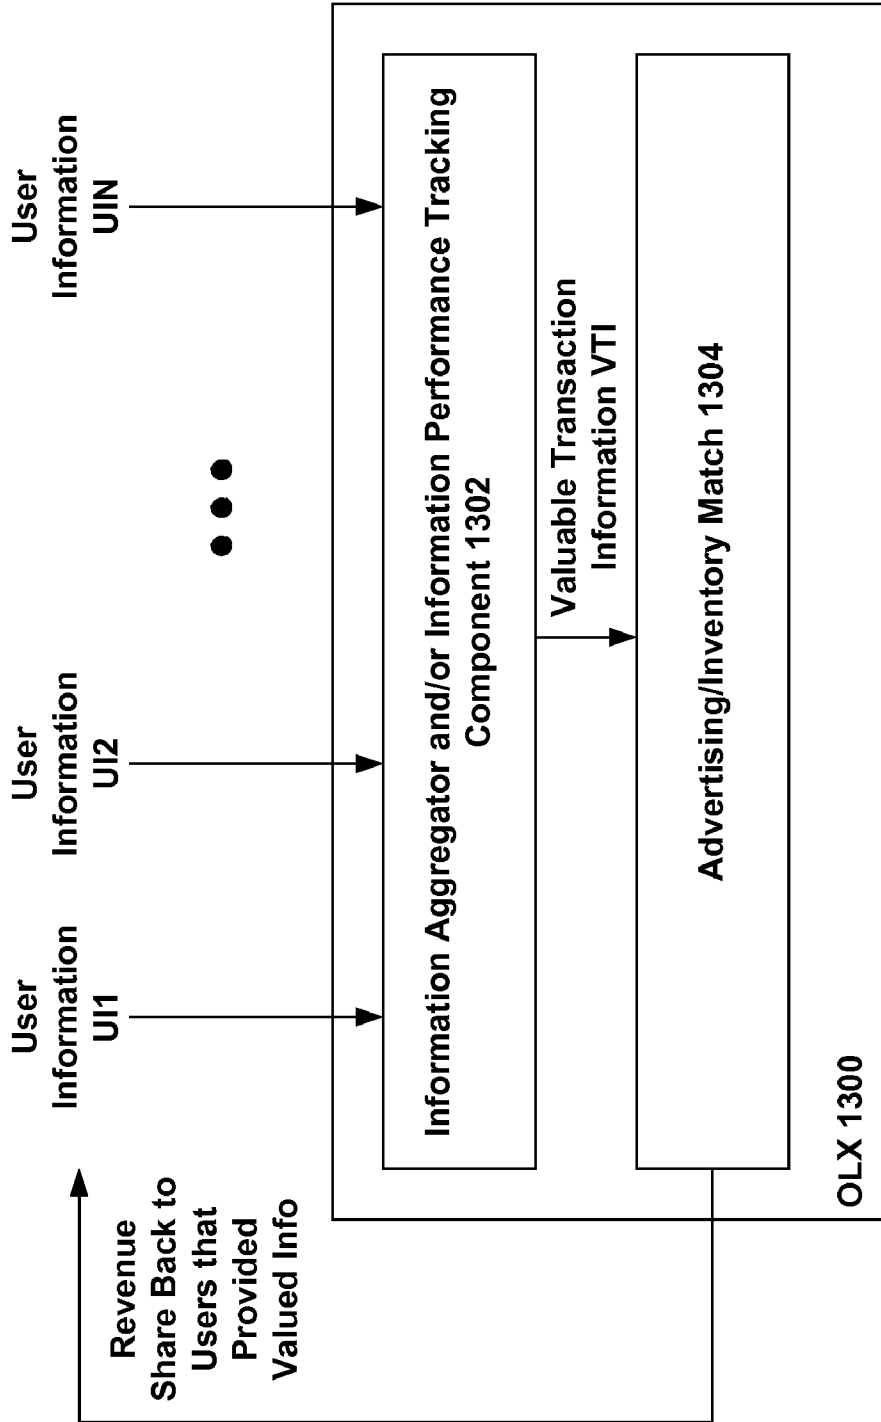 User
Information
UI1
User
Information
UI2
User
Information
UIN
Revenue
Share Back to
Users that
Provided
Valued Info
Information Aggregator and/or Information Performance Tracking
Component 1302
Valuable Transaction
Information VTI
Advertising/Inventory Match 1304
OLX 1300